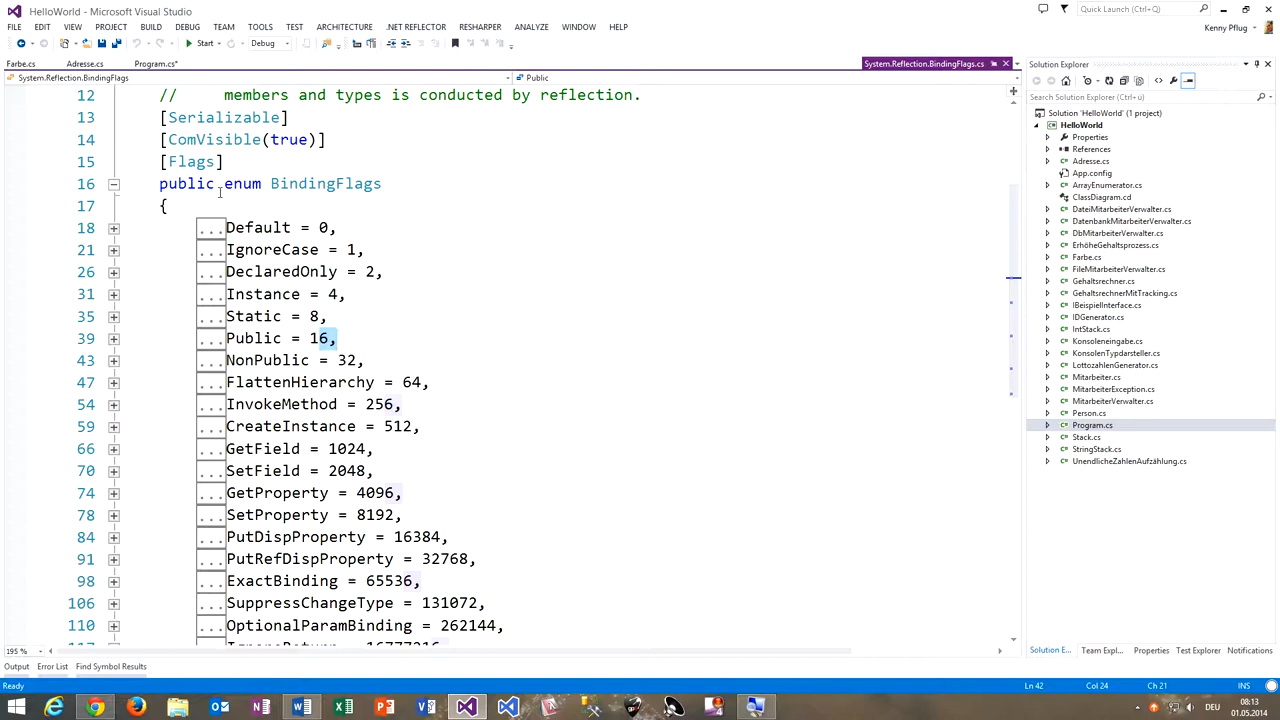 HelloWorld - Microsoft Visual Studio
Quick Launch (Ctrl+Q)
FILE EDIT VIEW PROJECT BUILD DEBUG TEAM TOOLS TEST ARCHITECTURE .NET REFLECTOR RESHARPER ANALYZE WINDOW HELP
Kenny Pflug
Start Debug
Farbe.cs Adresse.cs Program.cs* System.Reflection.BindingFlags.cs
System.Reflection.BindingFlags Public
12 // members and types is conducted by reflection.
13 [Serializable]
14 [ComVisible(true)]
15 [Flags]
16 public enum BindingFlags
17 {
18 ... Default = 0,
21 ... IgnoreCase = 1,
26 ... DeclaredOnly = 2,
31 ... Instance = 4,
35 ... Static = 8,
39 ... Public = 16,
43 ... NonPublic = 32,
47 ... FlattenHierarchy = 64,
54 ... InvokeMethod = 256,
59 ... CreateInstance = 512,
66 ... GetField = 1024,
70 ... SetField = 2048,
74 ... GetProperty = 4096,
78 ... SetProperty = 8192,
84 ... PutDispProperty = 16384,
91 ... PutRefDispProperty = 32768,
98 ... ExactBinding = 65536,
106 ... SuppressChangeType = 131072,
110 ... OptionalParamBinding = 262144,
117 ... IgnoreReturn = 16777216,
195 %
Solution Explorer
Search Solution Explorer (Ctrl+ü)
Solution 'HelloWorld' (1 project)
HelloWorld
Properties
References
Adresse.cs
App.config
ArrayEnumerator.cs
ClassDiagram.cd
DateiMitarbeiterVerwalter.cs
DatenbankMitarbeiterVerwalter.cs
DbMitarbeiterVerwalter.cs
ErhöheGehaltsprozess.cs
Farbe.cs
FileMitarbeiterVerwalter.cs
Gehaltsrechner.cs
GehaltsrechnerMitTracking.cs
IBeispielInterface.cs
IDGenerator.cs
IntStack.cs
Konsoleneingabe.cs
KonsolenTypdarsteller.cs
LottozahlenGenerator.cs
Mitarbeiter.cs
MitarbeiterException.cs
MitarbeiterVerwalter.cs
Person.cs
Program.cs
Stack.cs
StringStack.cs
UnendlicheZahlenAufzählung.cs
Solution E... Team Expl... Properties Test Explorer Notifications
Output Error List Find Symbol Results
Ready Ln 42 Col 24 Ch 21 INS
DEU 08:13
01.05.2014